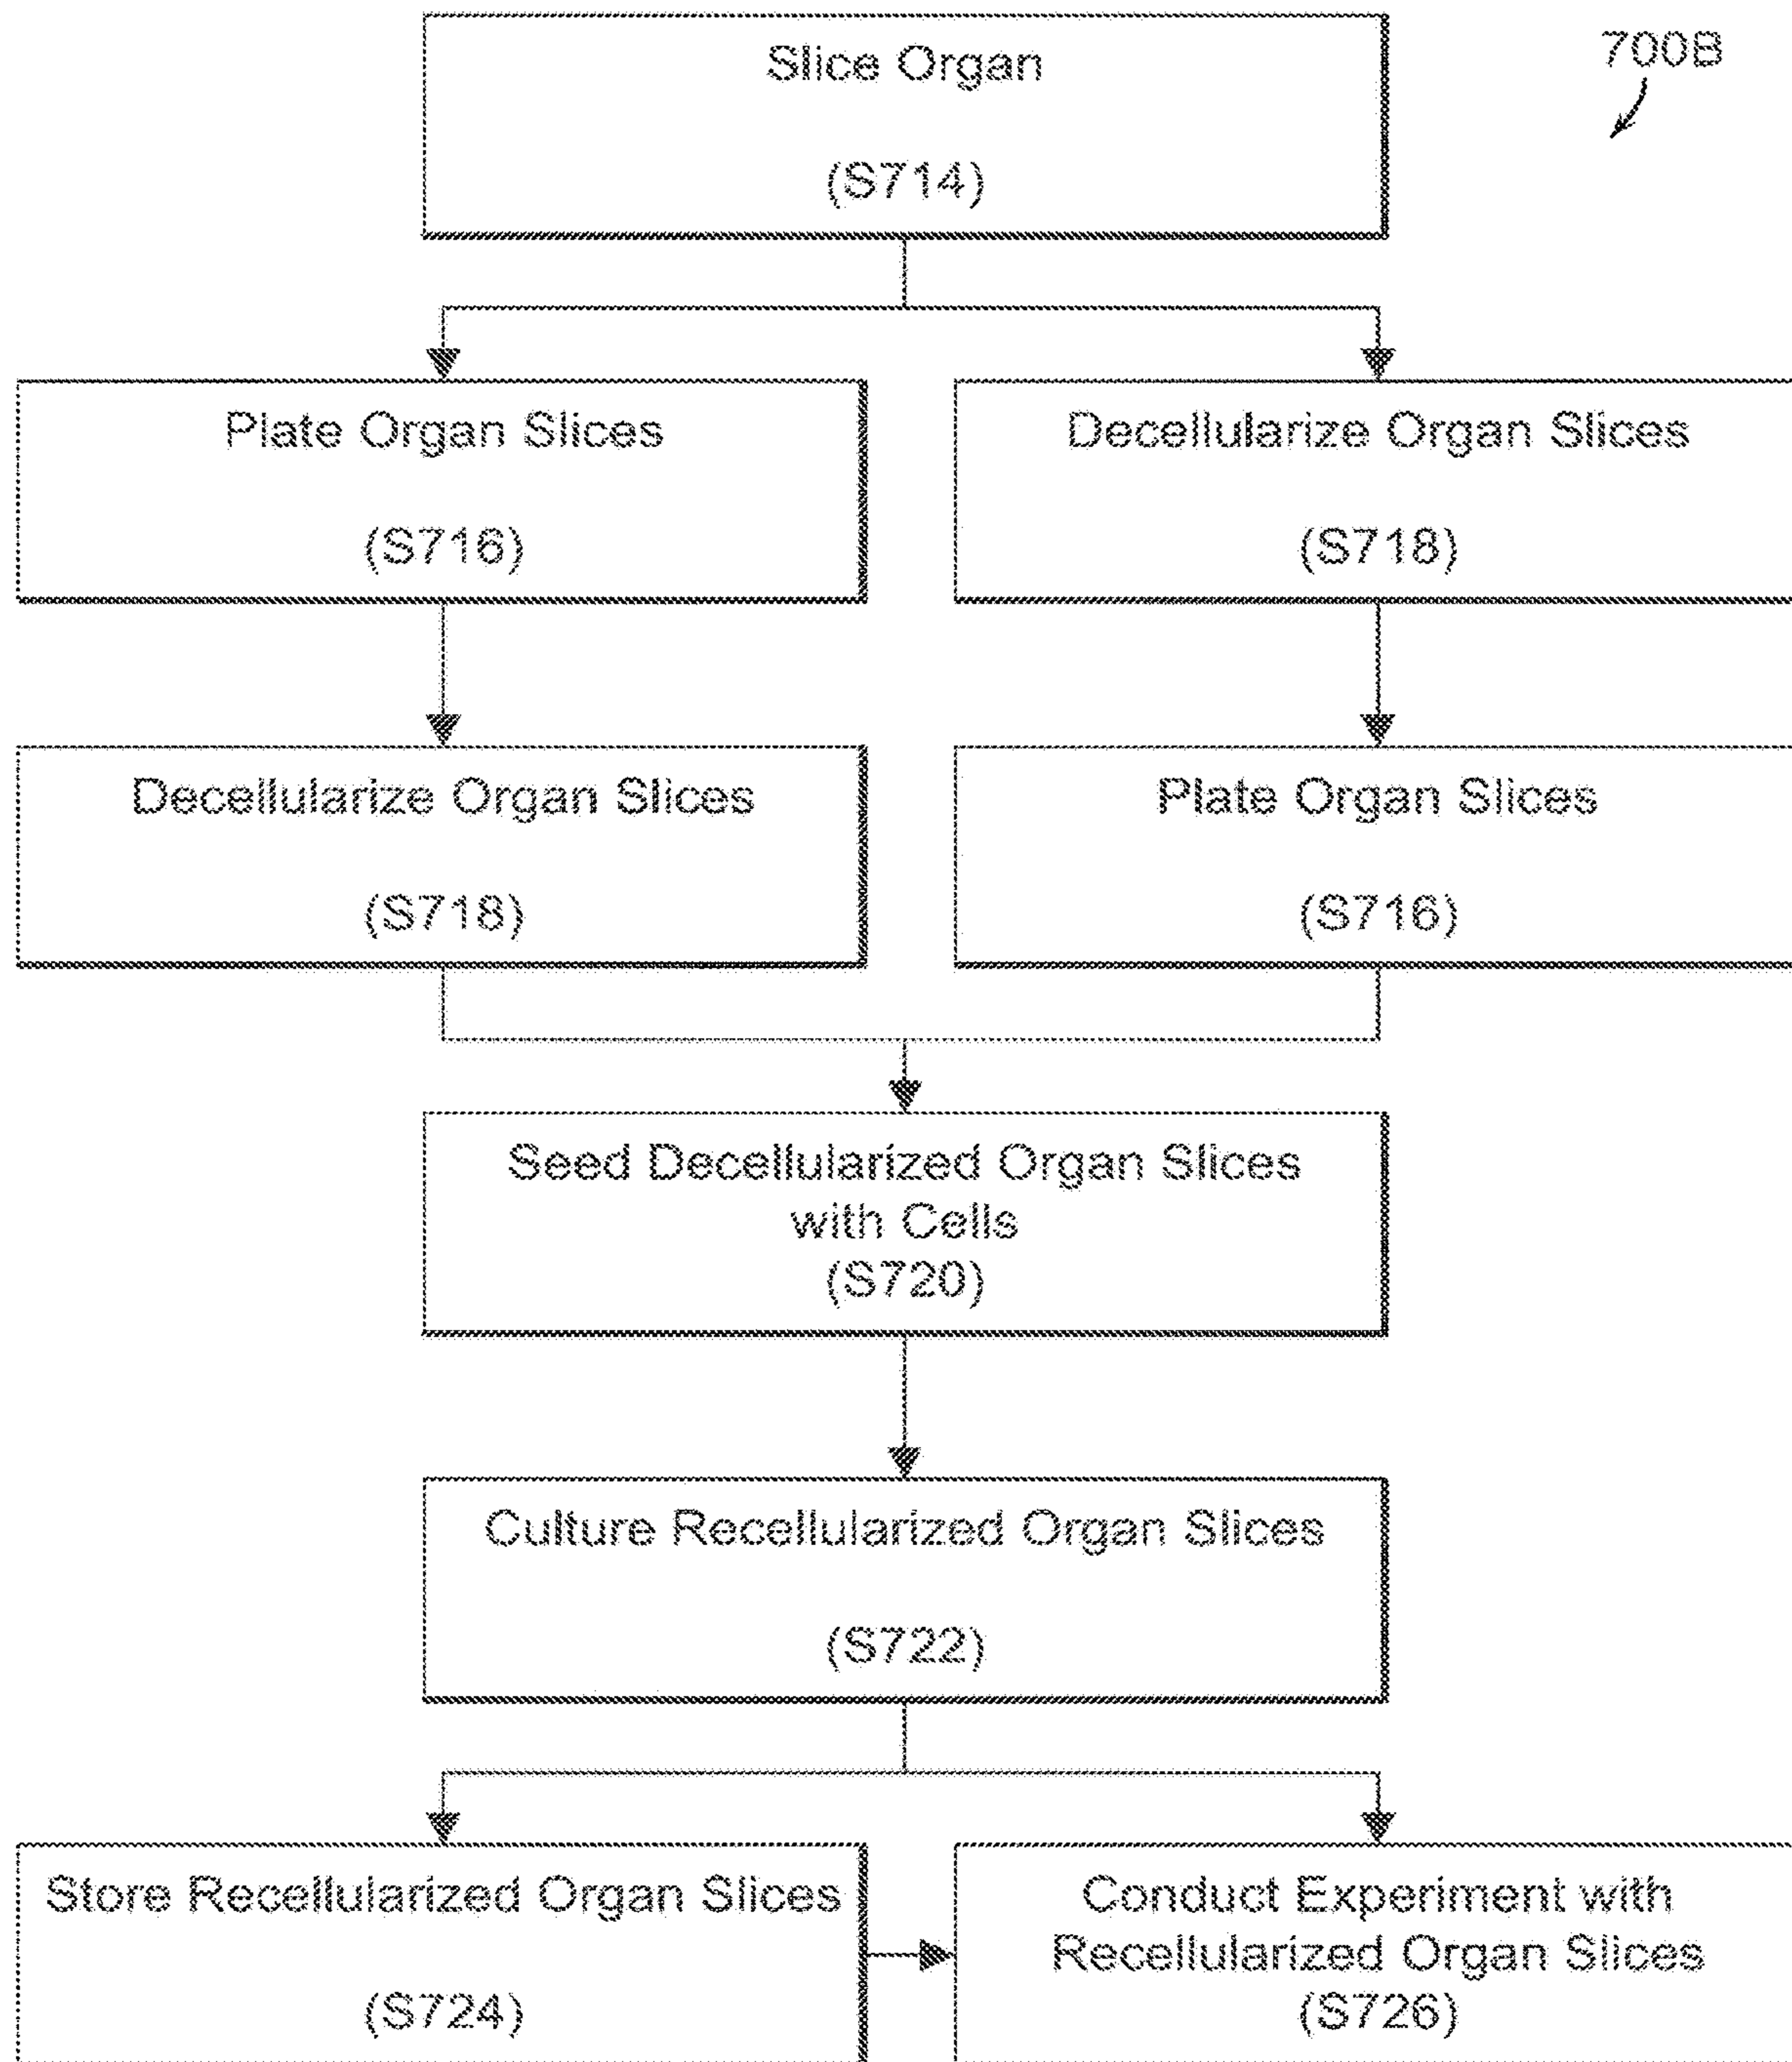 Slice Organ
(S714)
700B
Plate Organ Slices
(S716)
Decellularize Organ Slices
(S718)
Decellularize Organ Slices
(S718)
Plate Organ Slices
(S716)
Seed Decellularized Organ Slices
with Cells
(S720)
Culture Recellularized Organ Slices
(S722)
Store Recellularized Organ Slices
(S724)
Conduct Experiment with
Recellularized Organ Slices
(S726)